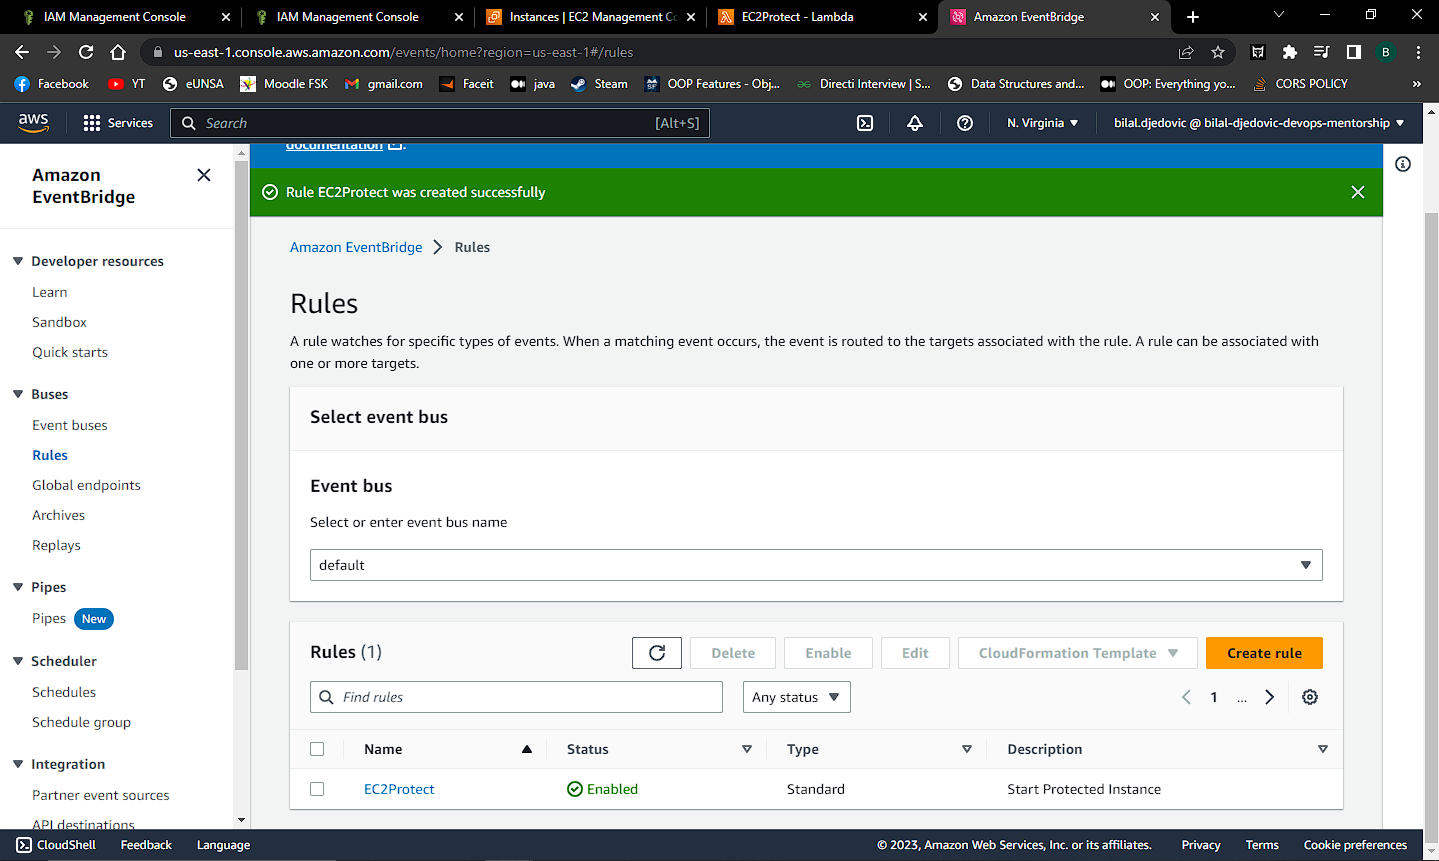 IAM Management Console
IAM Management Console
Instances | EC2 Management Co
EC2Protect - Lambda
Amazon EventBridge
us-east-1.console.aws.amazon.com/events/home?region=us-east-1#/rules
B
Facebook
YT
eUNSA
Moodle FSK
gmail.com
Faceit
java
Steam
OOP Features - Obj...
Directi Interview | S...
Data Structures and...
OOP: Everything yo...
CORS POLICY
»
aws
Services
Search
[Alt+S]
N. Virginia
bilal.djedovic @ bilal-djedovic-devops-mentorship
documentation .
Rule EC2Protect was created successfully
Amazon EventBridge
Developer resources
Learn
Sandbox
Quick starts
Buses
Event buses
Rules
Global endpoints
Archives
Replays
Pipes
Pipes New
Scheduler
Schedules
Schedule group
Integration
Partner event sources
API destinations
Amazon EventBridge > Rules
Rules
A rule watches for specific types of events. When a matching event occurs, the event is routed to the targets associated with the rule. A rule can be associated with
one or more targets.
Select event bus
Event bus
Select or enter event bus name
default
Rules (1)
Delete
Enable
Edit
CloudFormation Template
Create rule
Find rules
Any status
1 ...
Name Status Type Description
EC2Protect Enabled Standard Start Protected Instance
CloudShell Feedback Language
© 2023, Amazon Web Services, Inc. or its affiliates. Privacy Terms Cookie preferences